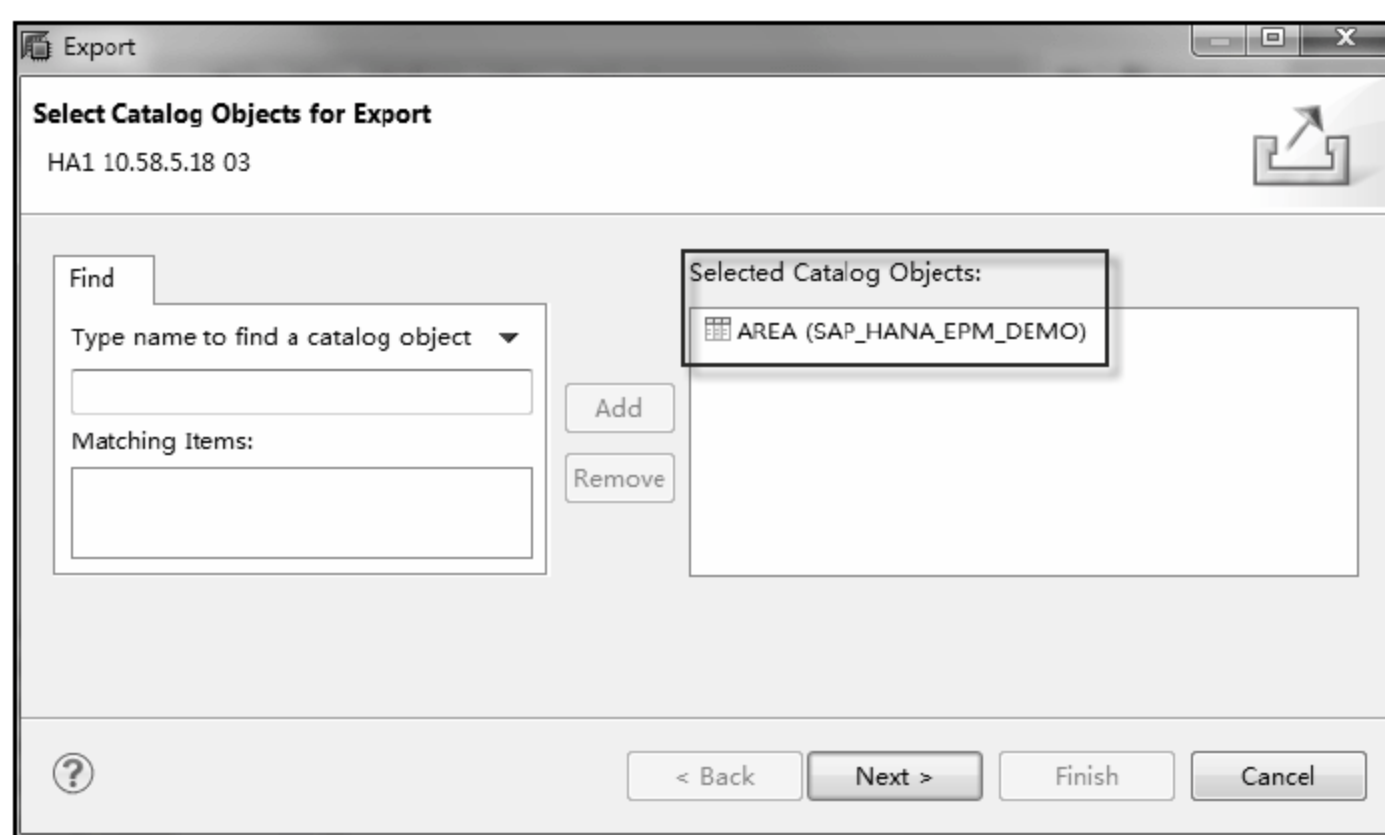 Export
Select Catalog Objects for Export
HA1 10.58.5.18 03
Find
Type name to find a catalog object
Matching Items:
Add
Remove
Selected Catalog Objects:
AREA (SAP_HANA_EPM_DEMO)
?
< Back
Next >
Finish
Cancel